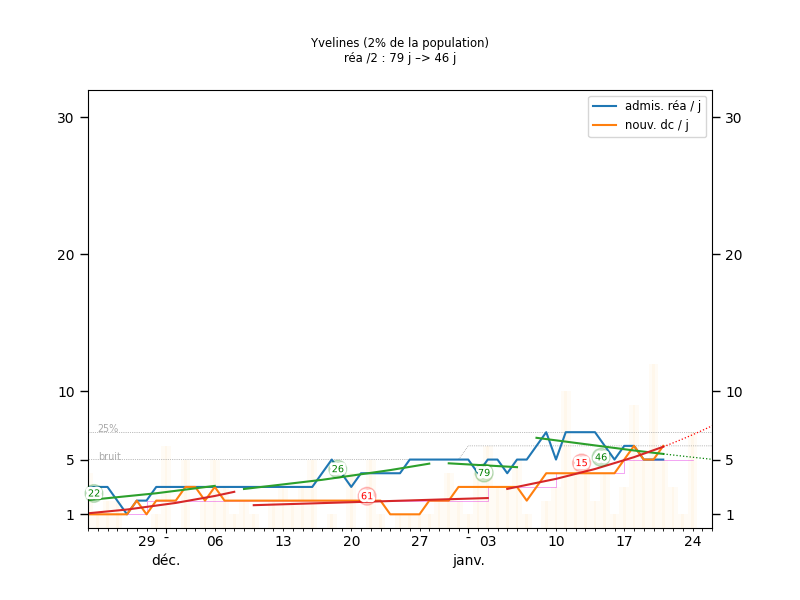 Yvelines (2% de la population)
réa /2 : 79 j –> 46 j
admis. réa / j
nouv. dc / j
30 30
20 20
10 10
25%
bruit
5 5
1 1
22 26 61 79 15 46
29 06 13 20 27 03 10 17 24
déc. janv.